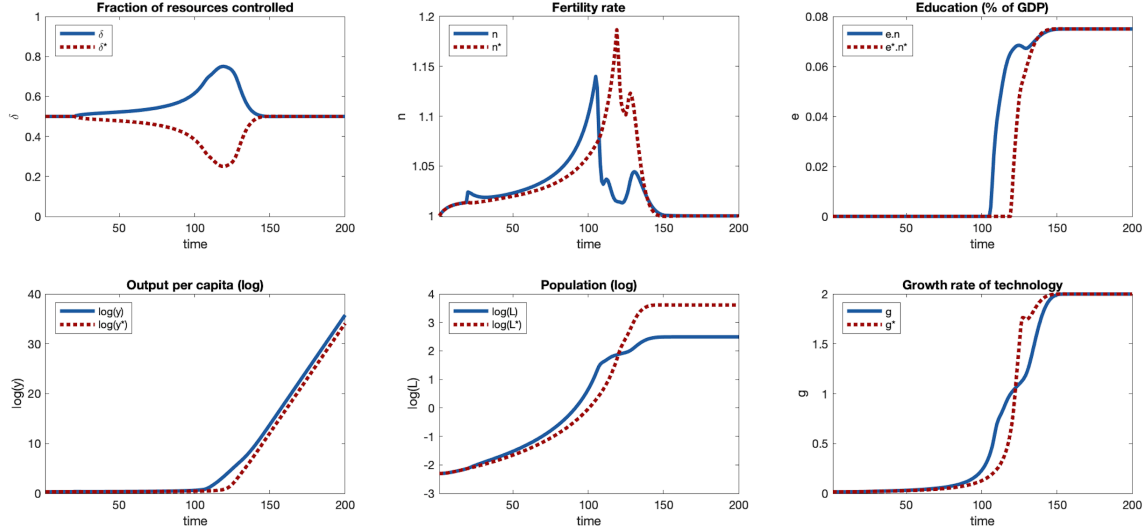 Fraction of resources controlled
1
0.8
0.6
0.4
0.2
0
δ
δ
δ*
50
100
150
200
time
Fertility rate
1.2
1.15
1.1
1.05
1
n
n
n*
50
100
150
200
time
Education (% of GDP)
0.08
0.06
0.04
0.02
0
e
e.n
e*.n*
50
100
150
200
time
Output per capita (log)
40
30
20
10
0
log(y)
log(y)
log(y*)
50
100
150
200
time
Population (log)
4
3
2
1
0
-1
-2
-3
log(L)
log(L)
log(L*)
50
100
150
200
time
Growth rate of technology
2
1.5
1
0.5
0
g
g
g*
50
100
150
200
time